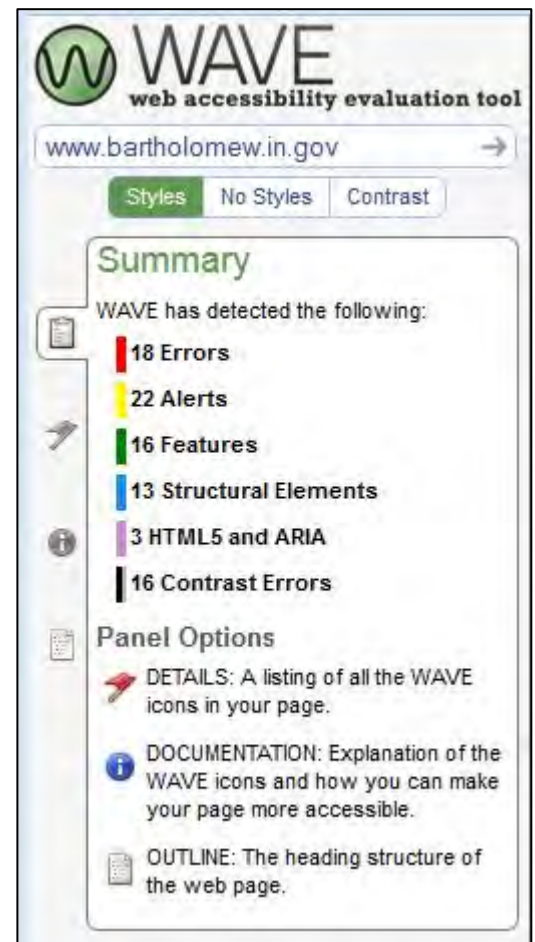 WAVE
web accessibility evaluation tool
www.bartholomew.in.gov
Styles No Styles Contrast
Summary
WAVE has detected the following:
18 Errors
22 Alerts
16 Features
13 Structural Elements
3 HTML5 and ARIA
16 Contrast Errors
Panel Options
DETAILS: A listing of all the WAVE
icons in your page.
DOCUMENTATION: Explanation of the
WAVE icons and how you can make
your page more accessible.
OUTLINE: The heading structure of
the web page.